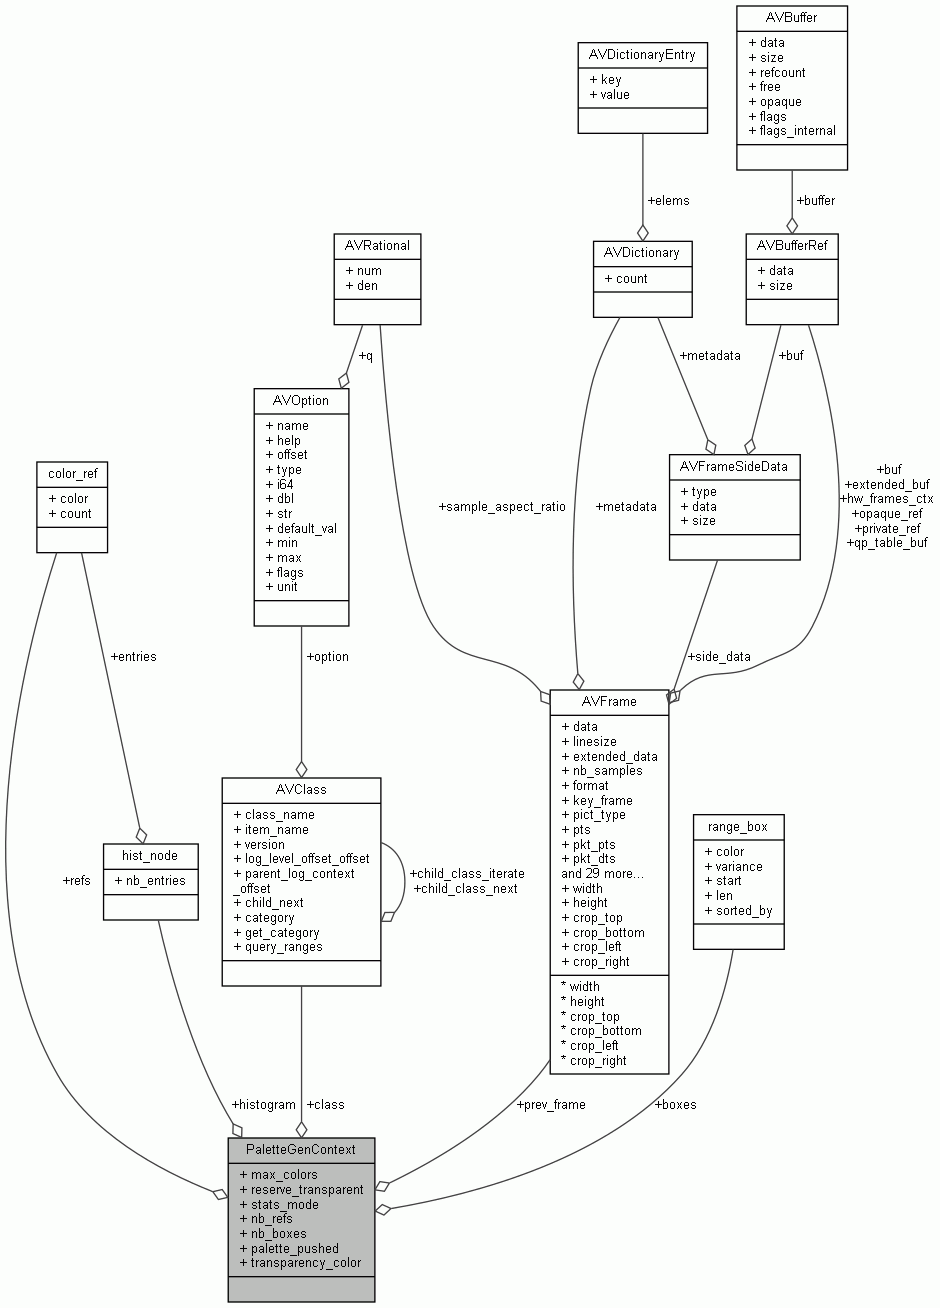 AVBuffer
+ data
+ size
+ refcount
+ free
+ opaque
+ flags
+ flags_internal
AVDictionaryEntry
+ key
+ value
+elems
+buffer
AVRational
+ num
+ den
AVDictionary
+ count
AVBufferRef
+ data
+ size
+q
+metadata
+buf
AVOption
+ name
+ help
+ offset
+ type
+ i64
+ dbl
+ str
+ default_val
+ min
+ max
+ flags
+ unit
color_ref
+ color
+ count
AVFrameSideData
+ type
+ data
+ size
+sample_aspect_ratio
+metadata
+buf
+extended_buf
+hw_frames_ctx
+opaque_ref
+private_ref
+qp_table_buf
+entries
+option
+side_data
AVFrame
+ data
+ linesize
+ extended_data
+ nb_samples
+ format
+ key_frame
+ pict_type
+ pts
+ pkt_pts
+ pkt_dts
and 29 more...
+ width
+ height
+ crop_top
+ crop_bottom
+ crop_left
+ crop_right
* width
* height
* crop_top
* crop_bottom
* crop_left
* crop_right
AVClass
+ class_name
+ item_name
+ version
+ log_level_offset_offset
+ parent_log_context
_offset
+ child_next
+ category
+ get_category
+ query_ranges
+child_class_iterate
+child_class_next
range_box
+ color
+ variance
+ start
+ len
+ sorted_by
hist_node
+ nb_entries
+refs
+histogram
+class
+prev_frame
+boxes
PaletteGenContext
+ max_colors
+ reserve_transparent
+ stats_mode
+ nb_refs
+ nb_boxes
+ palette_pushed
+ transparency_color